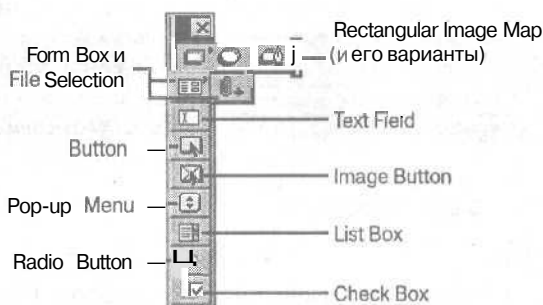 Rectangular Image Map
(и его варианты)
Form Box и
File Selection
Text Field
Button
Image Button
Pop-up Menu
List Box
Radio Button
Check Box